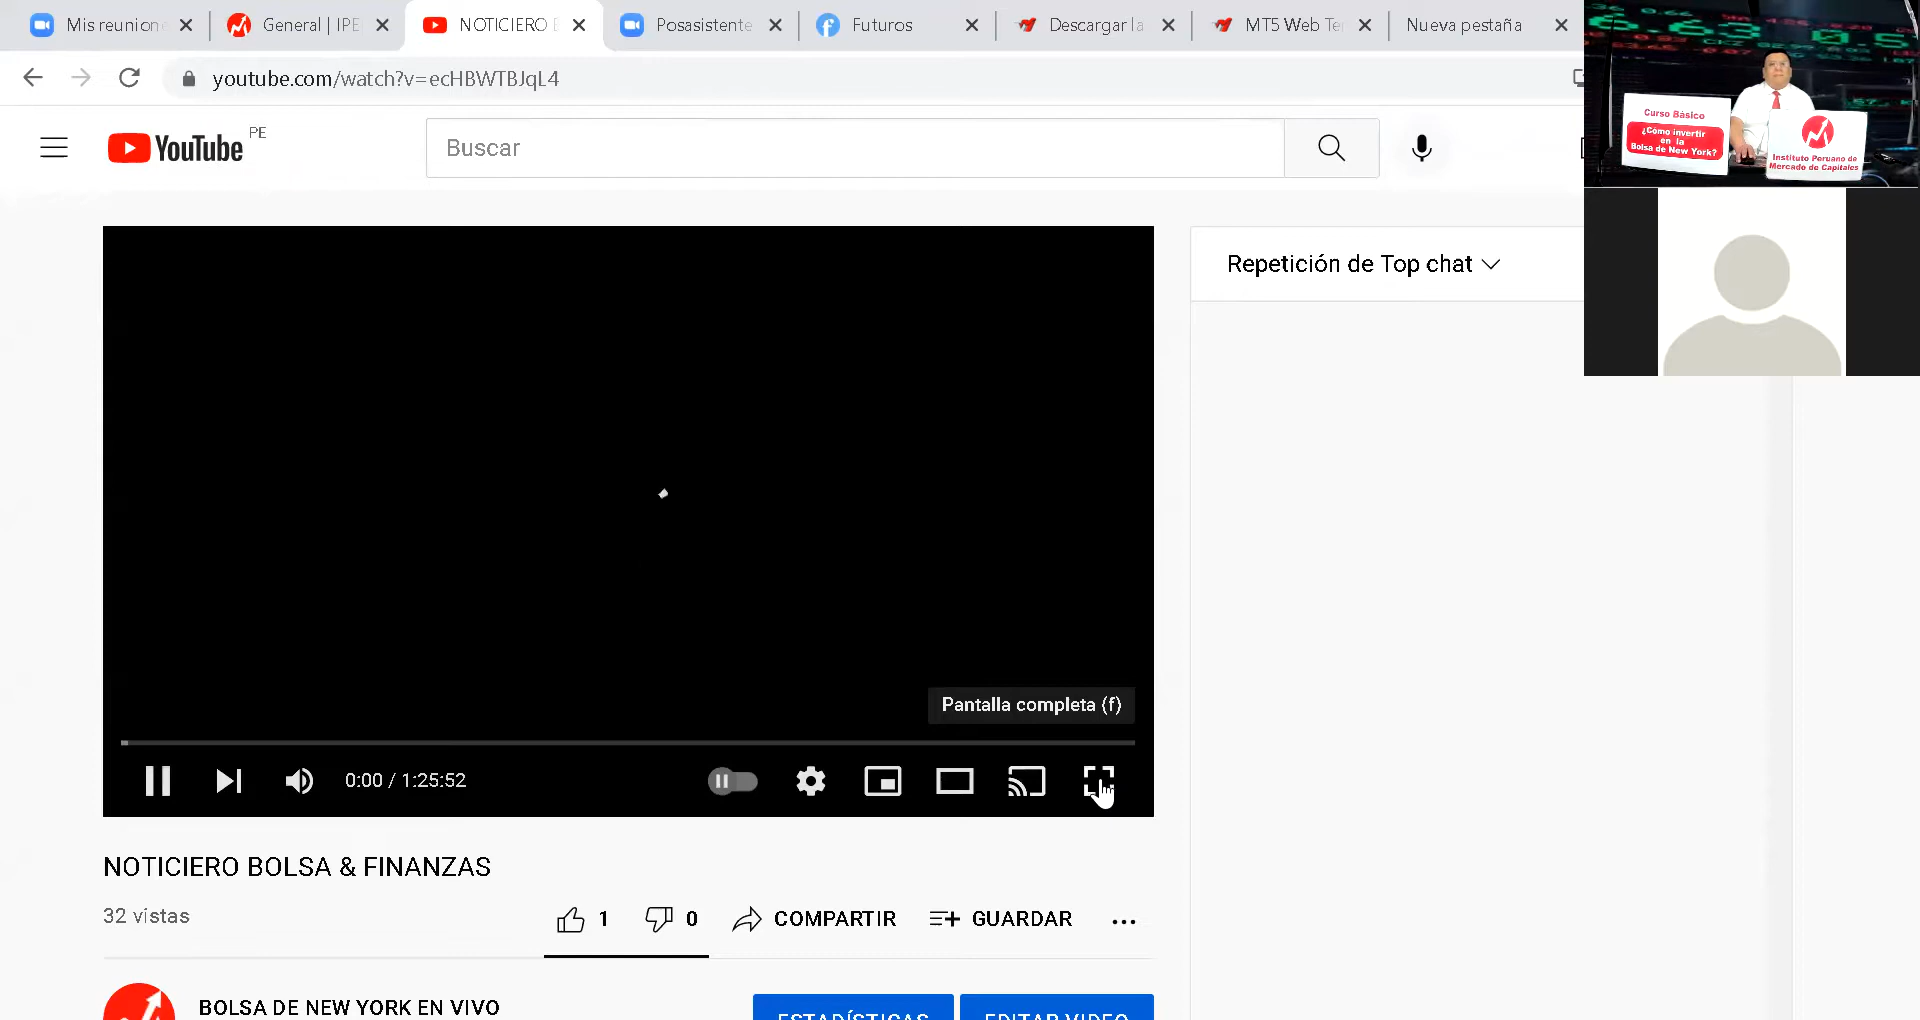 Mis reunion
General | IPE
NOTICIERO
Posasistente
Futuros
Descargar la
MT5 Web Te
Nueva pestaña
youtube.com/watch?v=ecHBWTBJqL4
YouTube PE
Buscar
Curso Básico
¿Cómo invertir
en la
Bolsa de New York?
Instituto Peruano de
Mercado de Capitales
Repetición de Top chat
Pantalla completa (f)
0:00 / 1:25:52
NOTICIERO BOLSA & FINANZAS
32 vistas
1 0 COMPARTIR GUARDAR ...
BOLSA DE NEW YORK EN VIVO
ESTADÍSTICAS EDITAR VIDEO